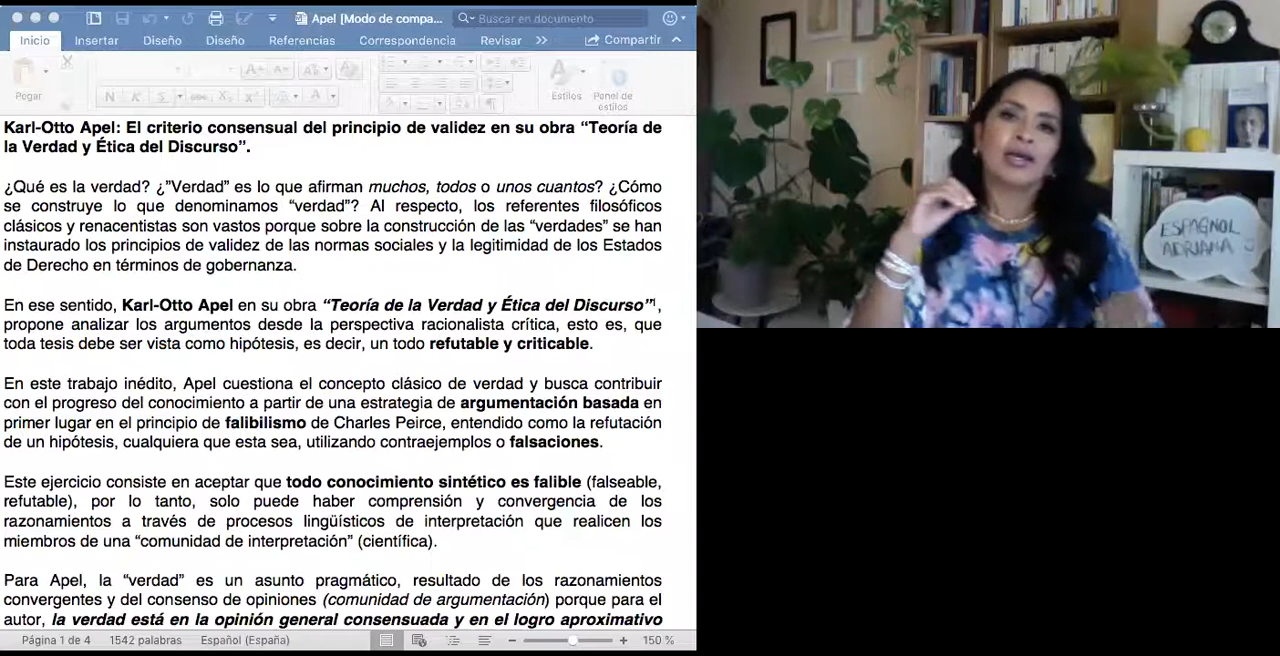 Apel [Modo de compa...
Buscar en documento
Inicio
Insertar
Diseño
Diseño
Referencias
Correspondencia
Revisar
Compartir
Pegar
N K S abc X₂ X²
A
Estilos
Panel de
estilos
Karl-Otto Apel: El criterio consensual del principio de validez en su obra “Teoría de
la Verdad y Ética del Discurso”.
¿Qué es la verdad? ¿”Verdad” es lo que afirman muchos, todos o unos cuantos? ¿Cómo
se construye lo que denominamos “verdad”? Al respecto, los referentes filosóficos
clásicos y renacentistas son vastos porque sobre la construcción de las “verdades” se han
instaurado los principios de validez de las normas sociales y la legitimidad de los Estados
de Derecho en términos de gobernanza.
En ese sentido, Karl-Otto Apel en su obra “Teoría de la Verdad y Ética del Discurso”¹,
propone analizar los argumentos desde la perspectiva racionalista crítica, esto es, que
toda tesis debe ser vista como hipótesis, es decir, un todo refutable y criticable.
En este trabajo inédito, Apel cuestiona el concepto clásico de verdad y busca contribuir
con el progreso del conocimiento a partir de una estrategia de argumentación basada en
primer lugar en el principio de falibilismo de Charles Peirce, entendido como la refutación
de un hipótesis, cualquiera que esta sea, utilizando contraejemplos o falsaciones.
Este ejercicio consiste en aceptar que todo conocimiento sintético es falible (falseable,
refutable), por lo tanto, solo puede haber comprensión y convergencia de los
razonamientos a través de procesos lingüísticos de interpretación que realicen los
miembros de una “comunidad de interpretación” (científica).
Para Apel, la “verdad” es un asunto pragmático, resultado de los razonamientos
convergentes y del consenso de opiniones (comunidad de argumentación) porque para el
autor, la verdad está en la opinión general consensuada y en el logro aproximativo
Página 1 de 4
1542 palabras
Español (España)
150 %
ESPAGNOL
ADRIANA